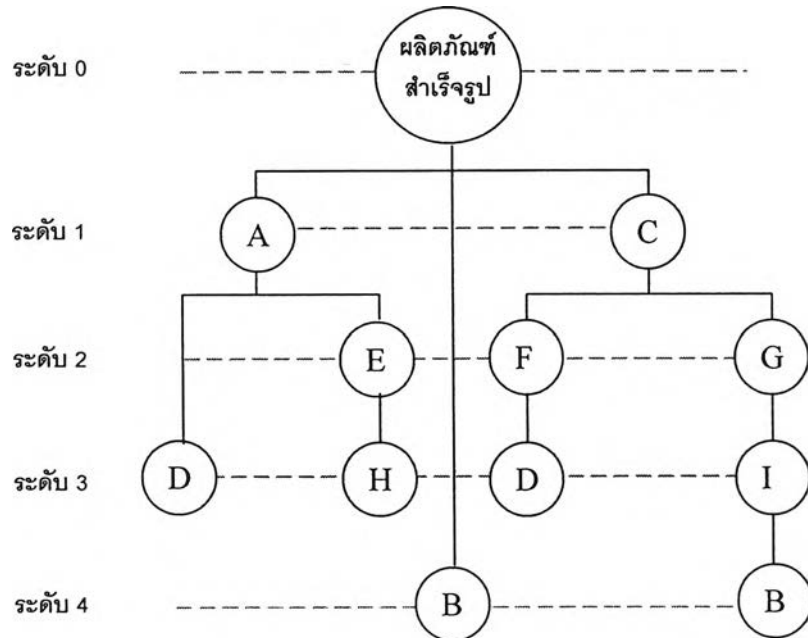 ผลิตภัณฑ์
สำเร็จรูป
ระดับ 0
ระดับ 1
A
C
ระดับ 2
E
F
G
ระดับ 3
D
H
D
I
ระดับ 4
B
B